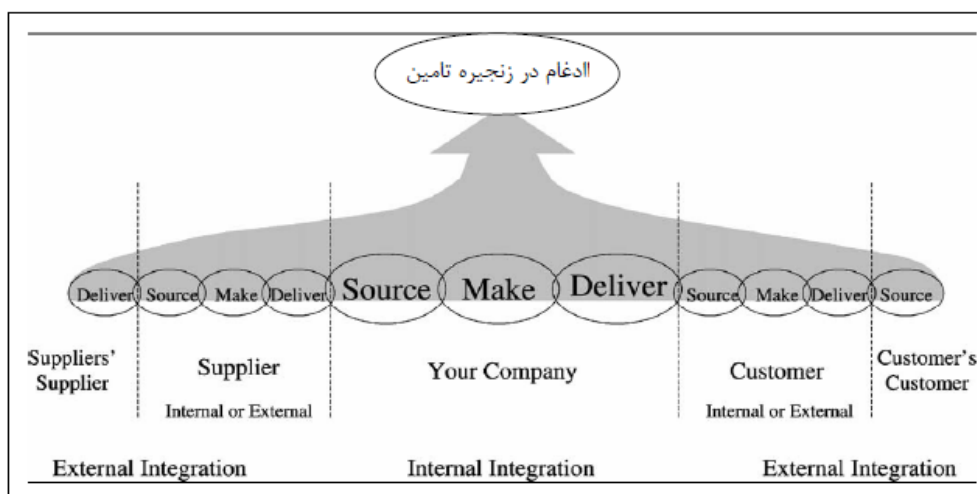 اادغام در زنجیره تامین
Deliver Source Make Deliver Source Make Deliver Source Make Deliver Source
Suppliers' Supplier Your Company Customer Customer's
Supplier Customer
Internal or External Internal or External
External Integration Internal Integration External Integration